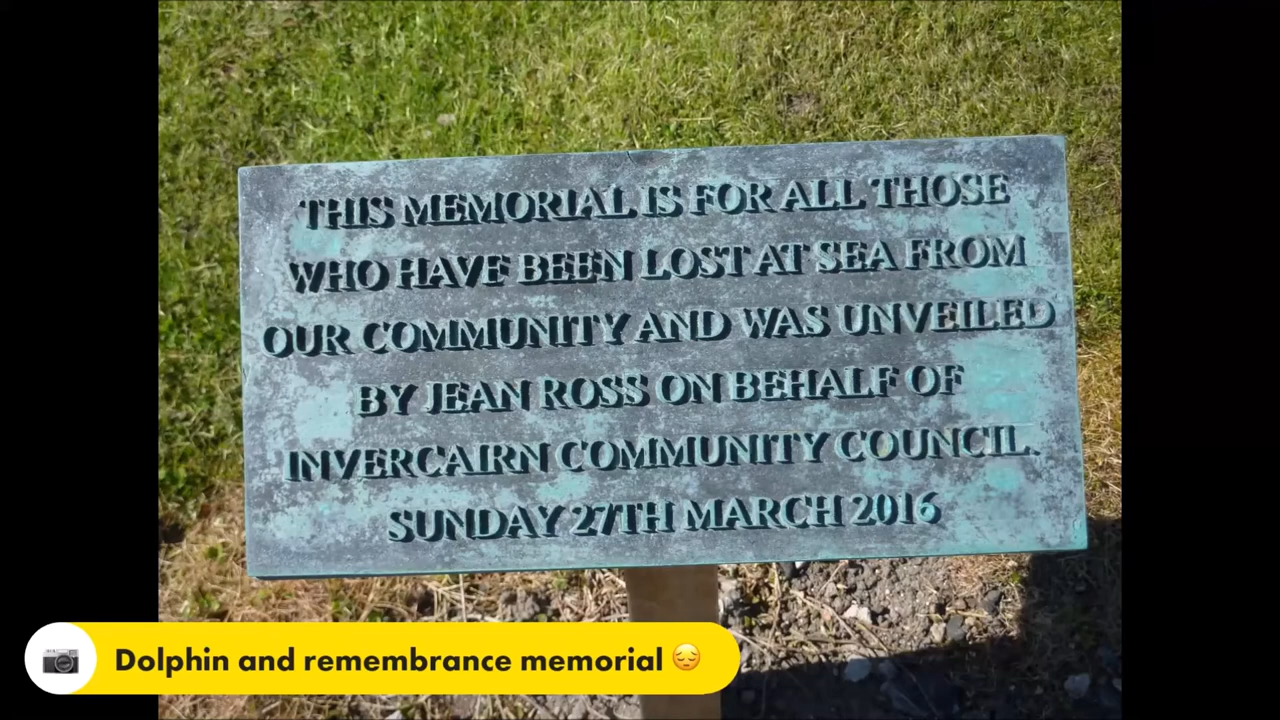 THIS MEMORIAL IS FOR ALL THOSE
WHO HAVE BEEN LOST AT SEA FROM
OUR COMMUNITY AND WAS UNVEILED
BY JEAN ROSS ON BEHALF OF
INVERCAIRN COMMUNITY COUNCIL.
SUNDAY 27TH MARCH 2016
Dolphin and remembrance memorial 😔